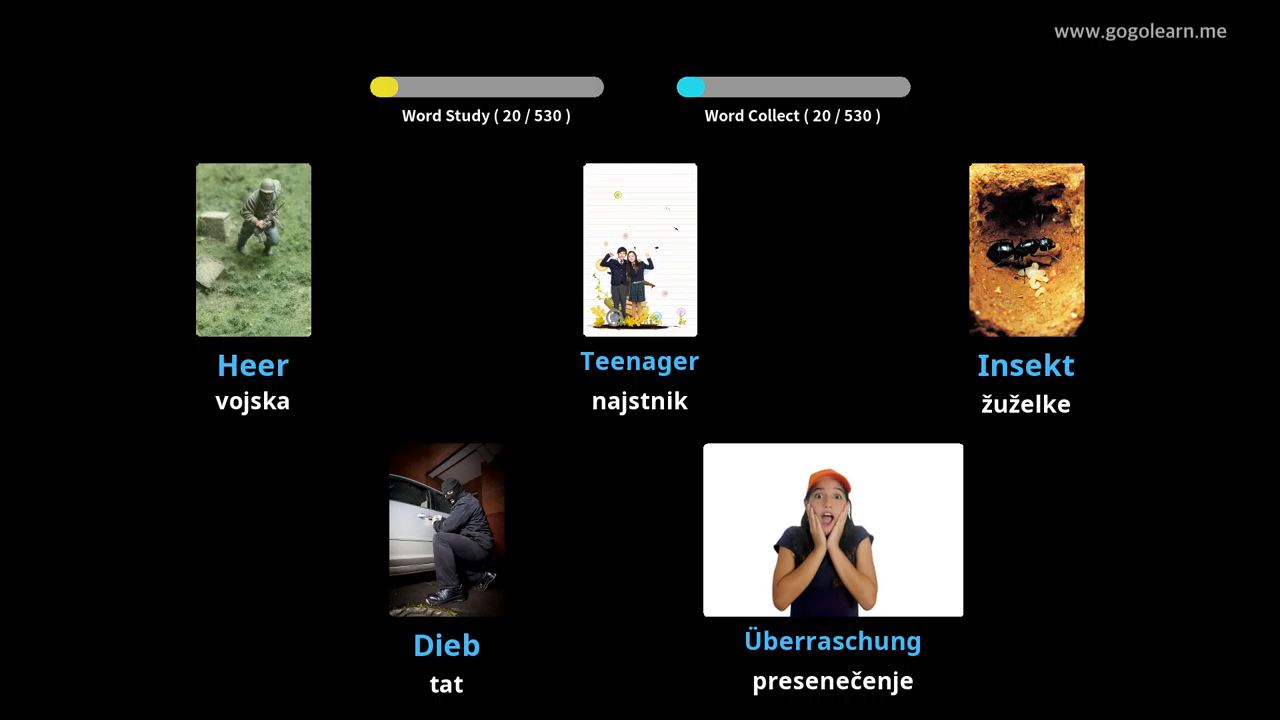 www.gogolearn.me
Word Study ( 20 / 530 )
Word Collect ( 20 / 530 )
Heer
vojska
Teenager
najstnik
Insekt
žuželke
Dieb
tat
Überraschung
presenečenje